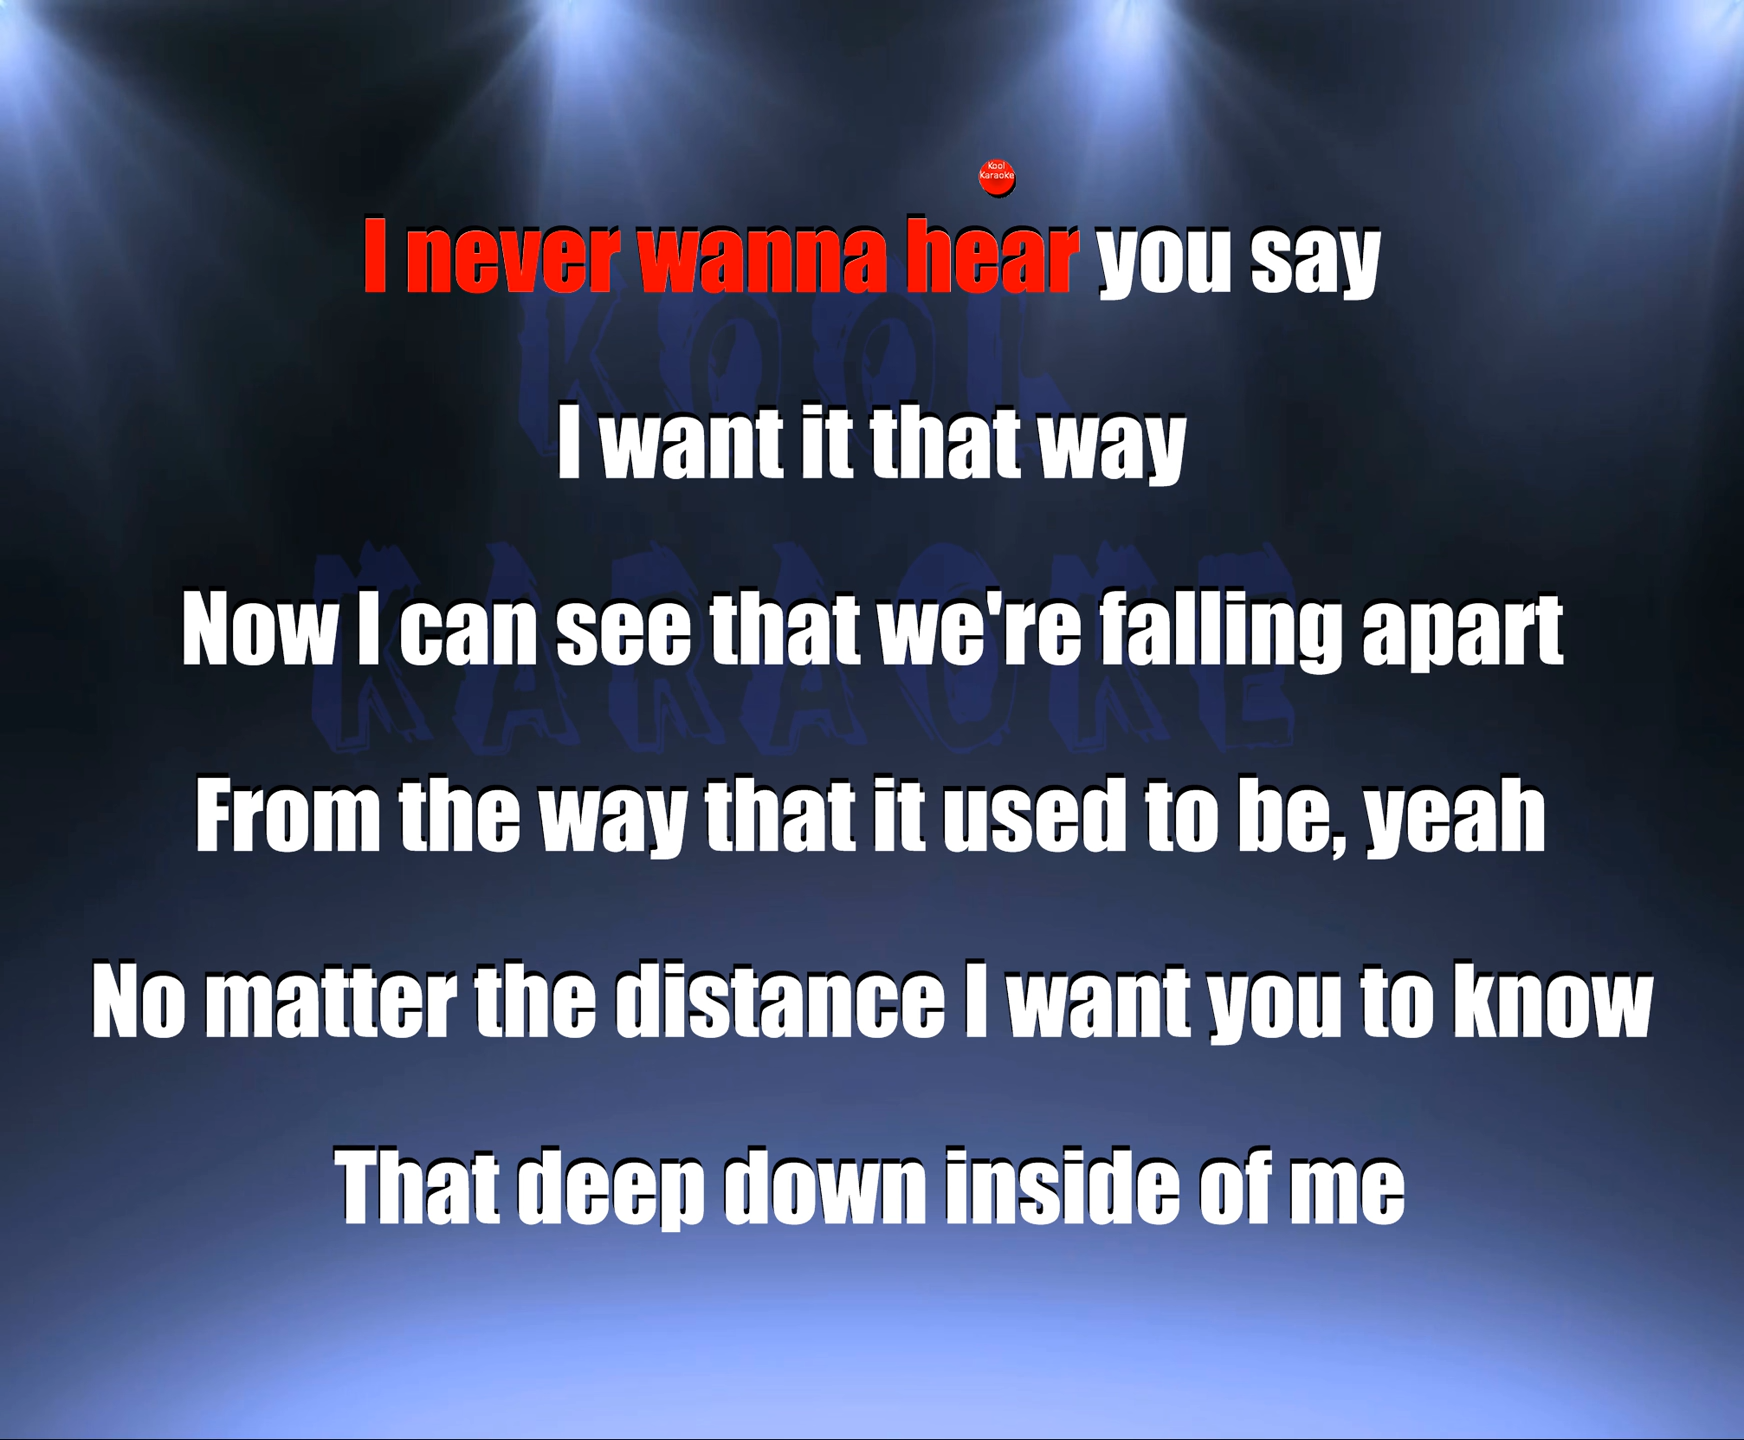 Kool
Karaoke
I never wanna hear you say
KOOL
I want it that way
KARAOKE
Now I can see that we're falling apart
From the way that it used to be, yeah
No matter the distance I want you to know
That deep down inside of me